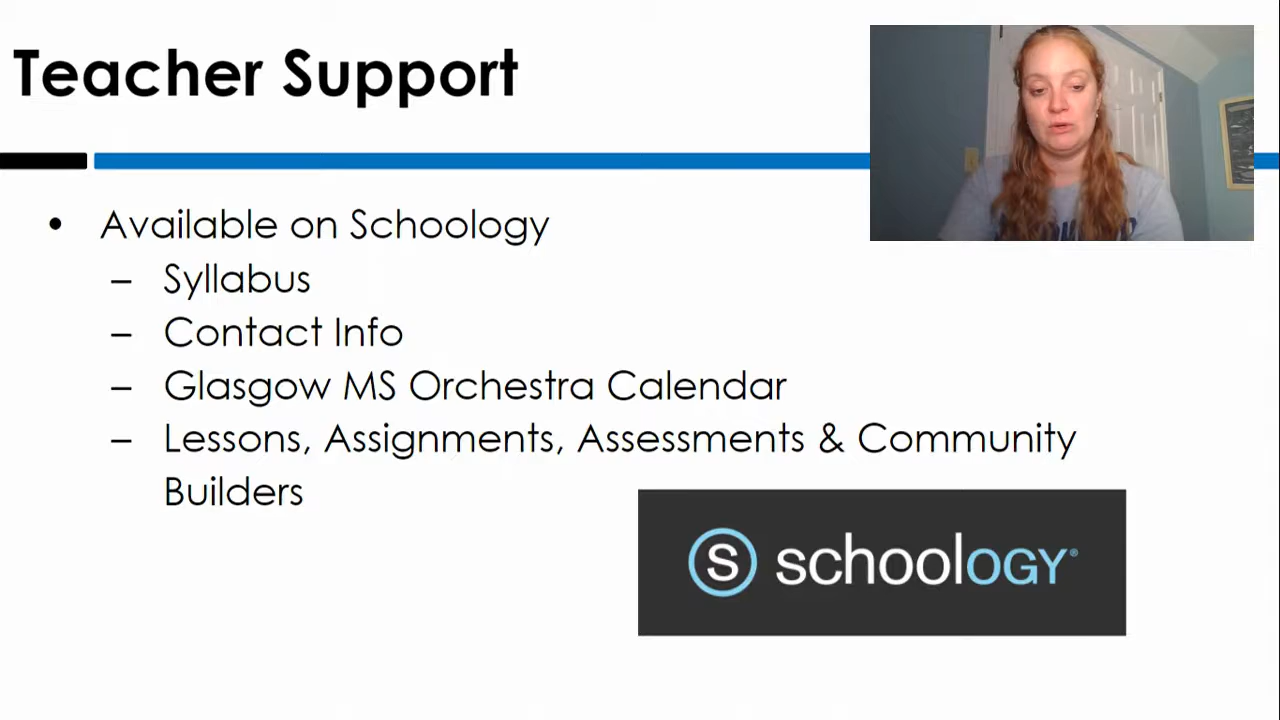 Teacher Support
• Available on Schoology
– Syllabus
– Contact Info
– Glasgow MS Orchestra Calendar
– Lessons, Assignments, Assessments & Community
Builders
S schoology®